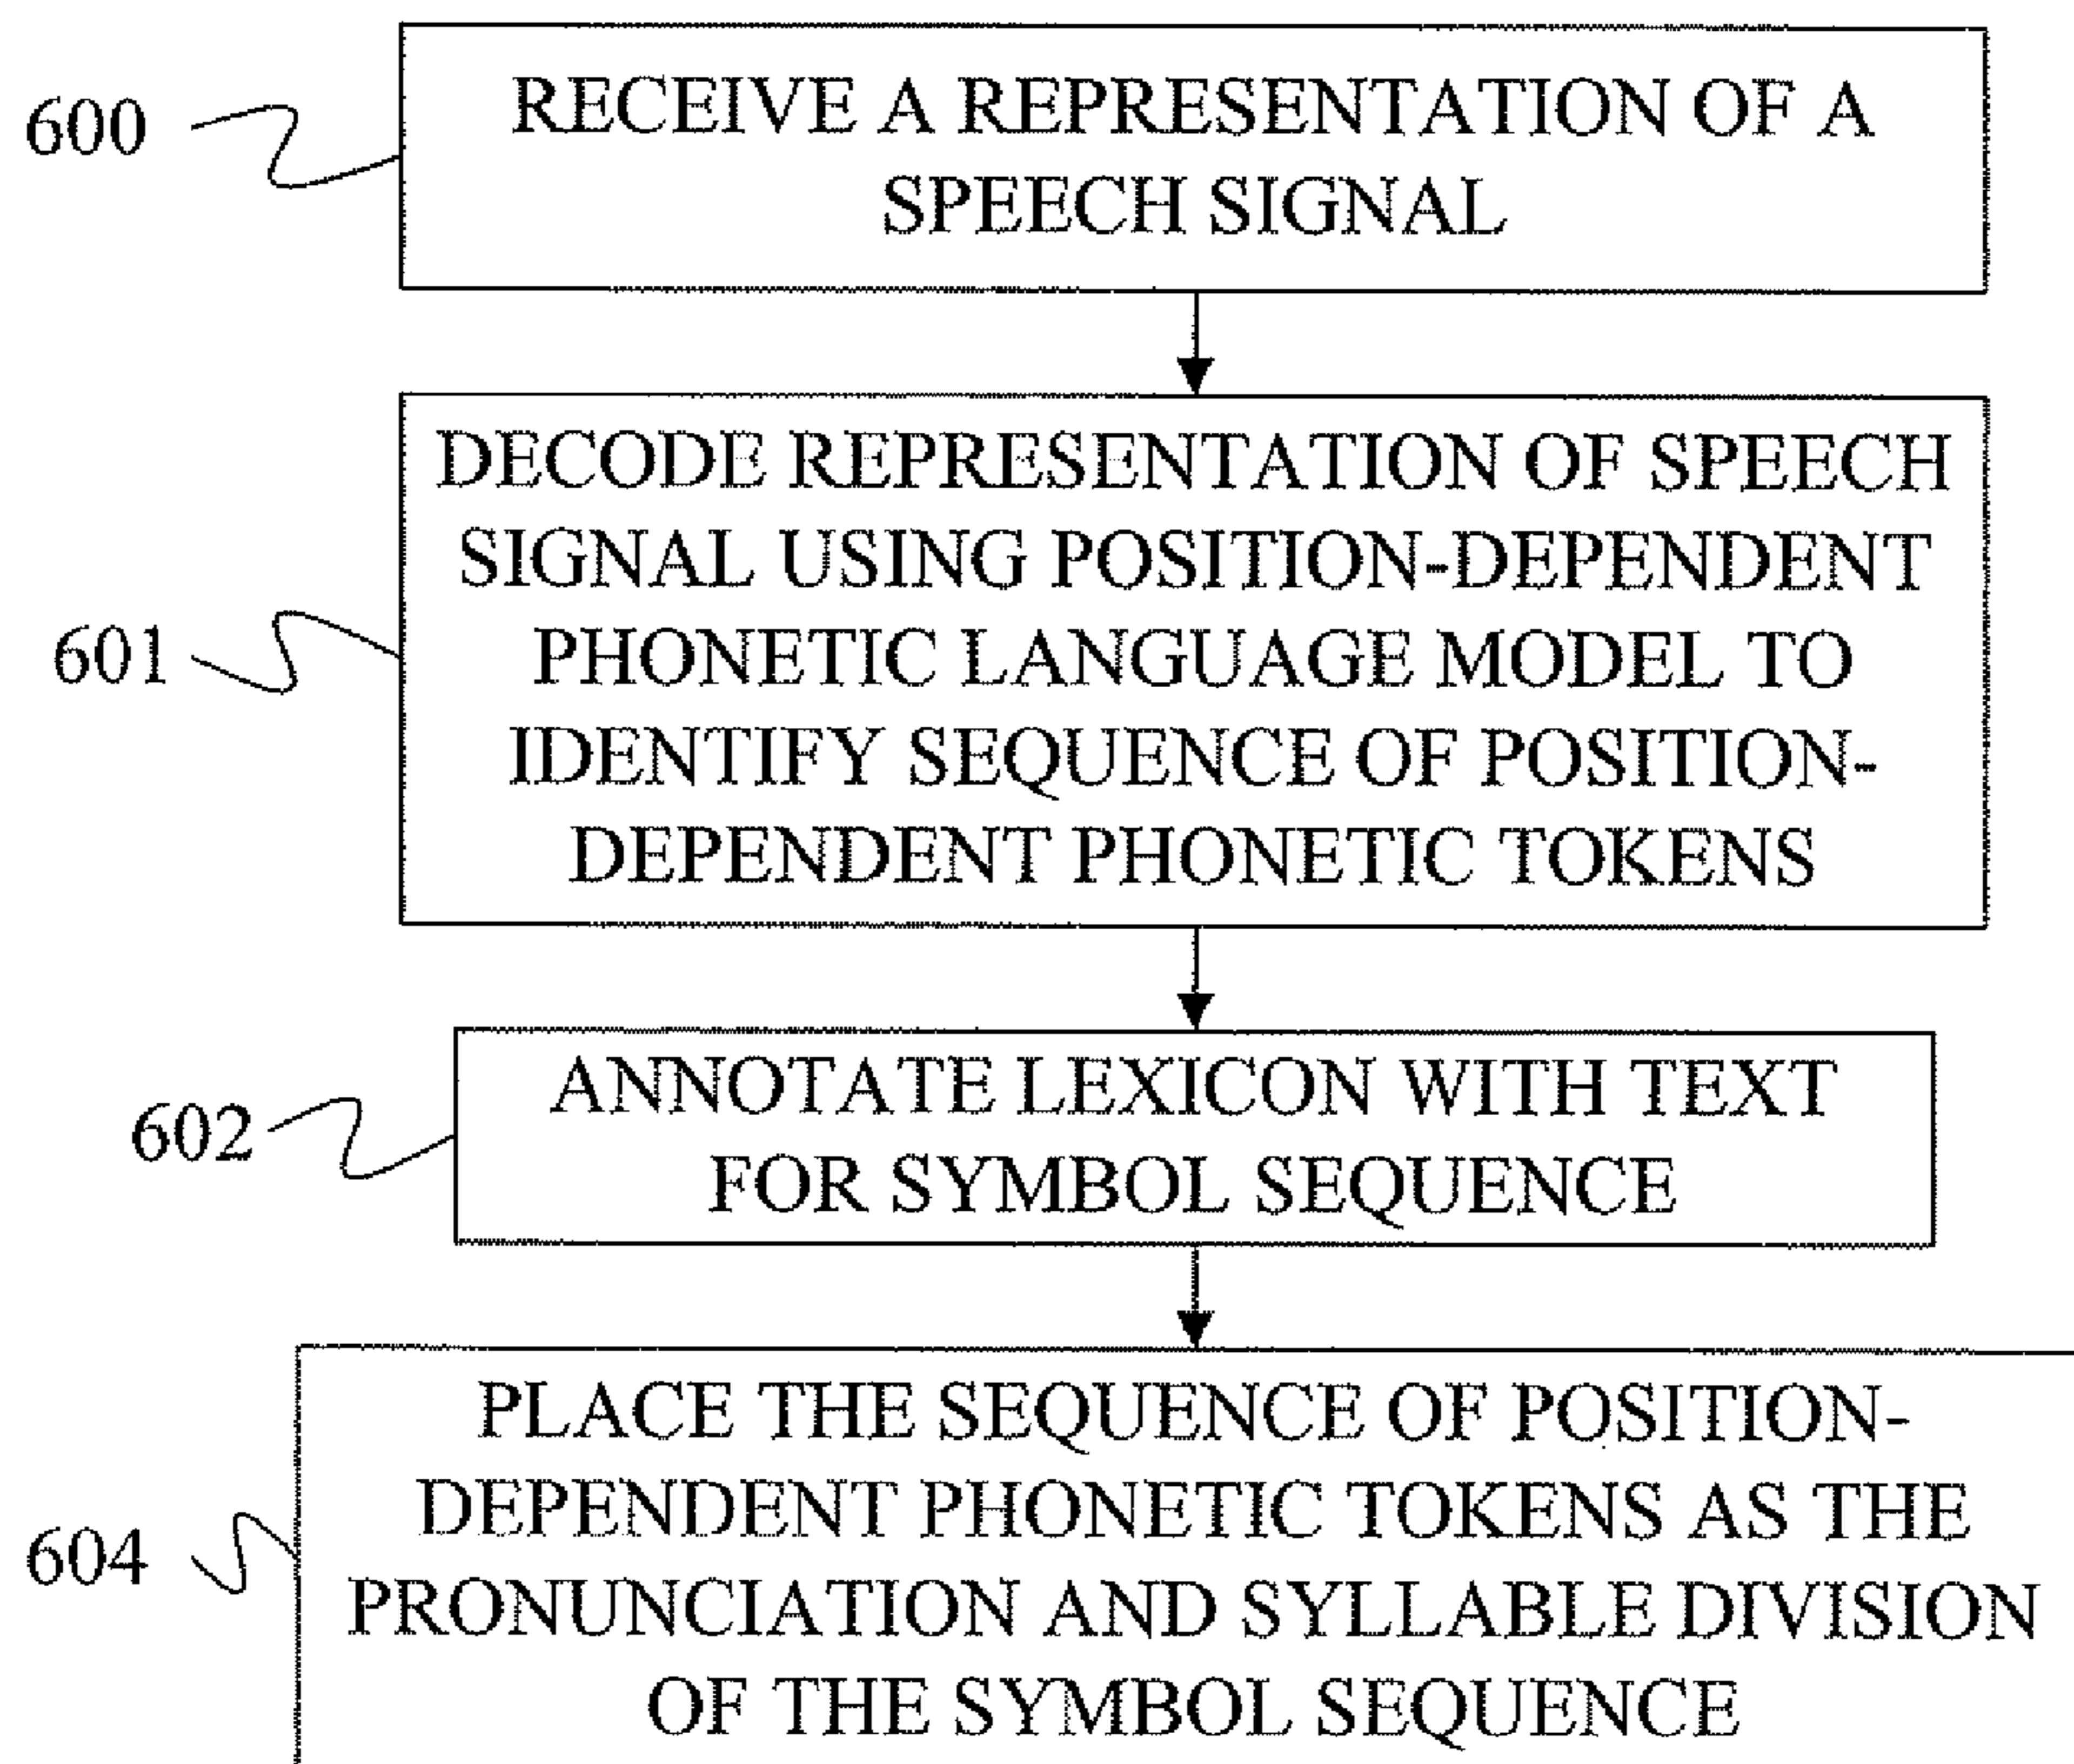 600
RECEIVE A REPRESENTATION OF A
SPEECH SIGNAL
601
DECODE REPRESENTATION OF SPEECH
SIGNAL USING POSITION-DEPENDENT
PHONETIC LANGUAGE MODEL TO
IDENTIFY SEQUENCE OF POSITION-
DEPENDENT PHONETIC TOKENS
602
ANNOTATE LEXICON WITH TEXT
FOR SYMBOL SEQUENCE
604
PLACE THE SEQUENCE OF POSITION-
DEPENDENT PHONETIC TOKENS AS THE
PRONUNCIATION AND SYLLABLE DIVISION
OF THE SYMBOL SEQUENCE